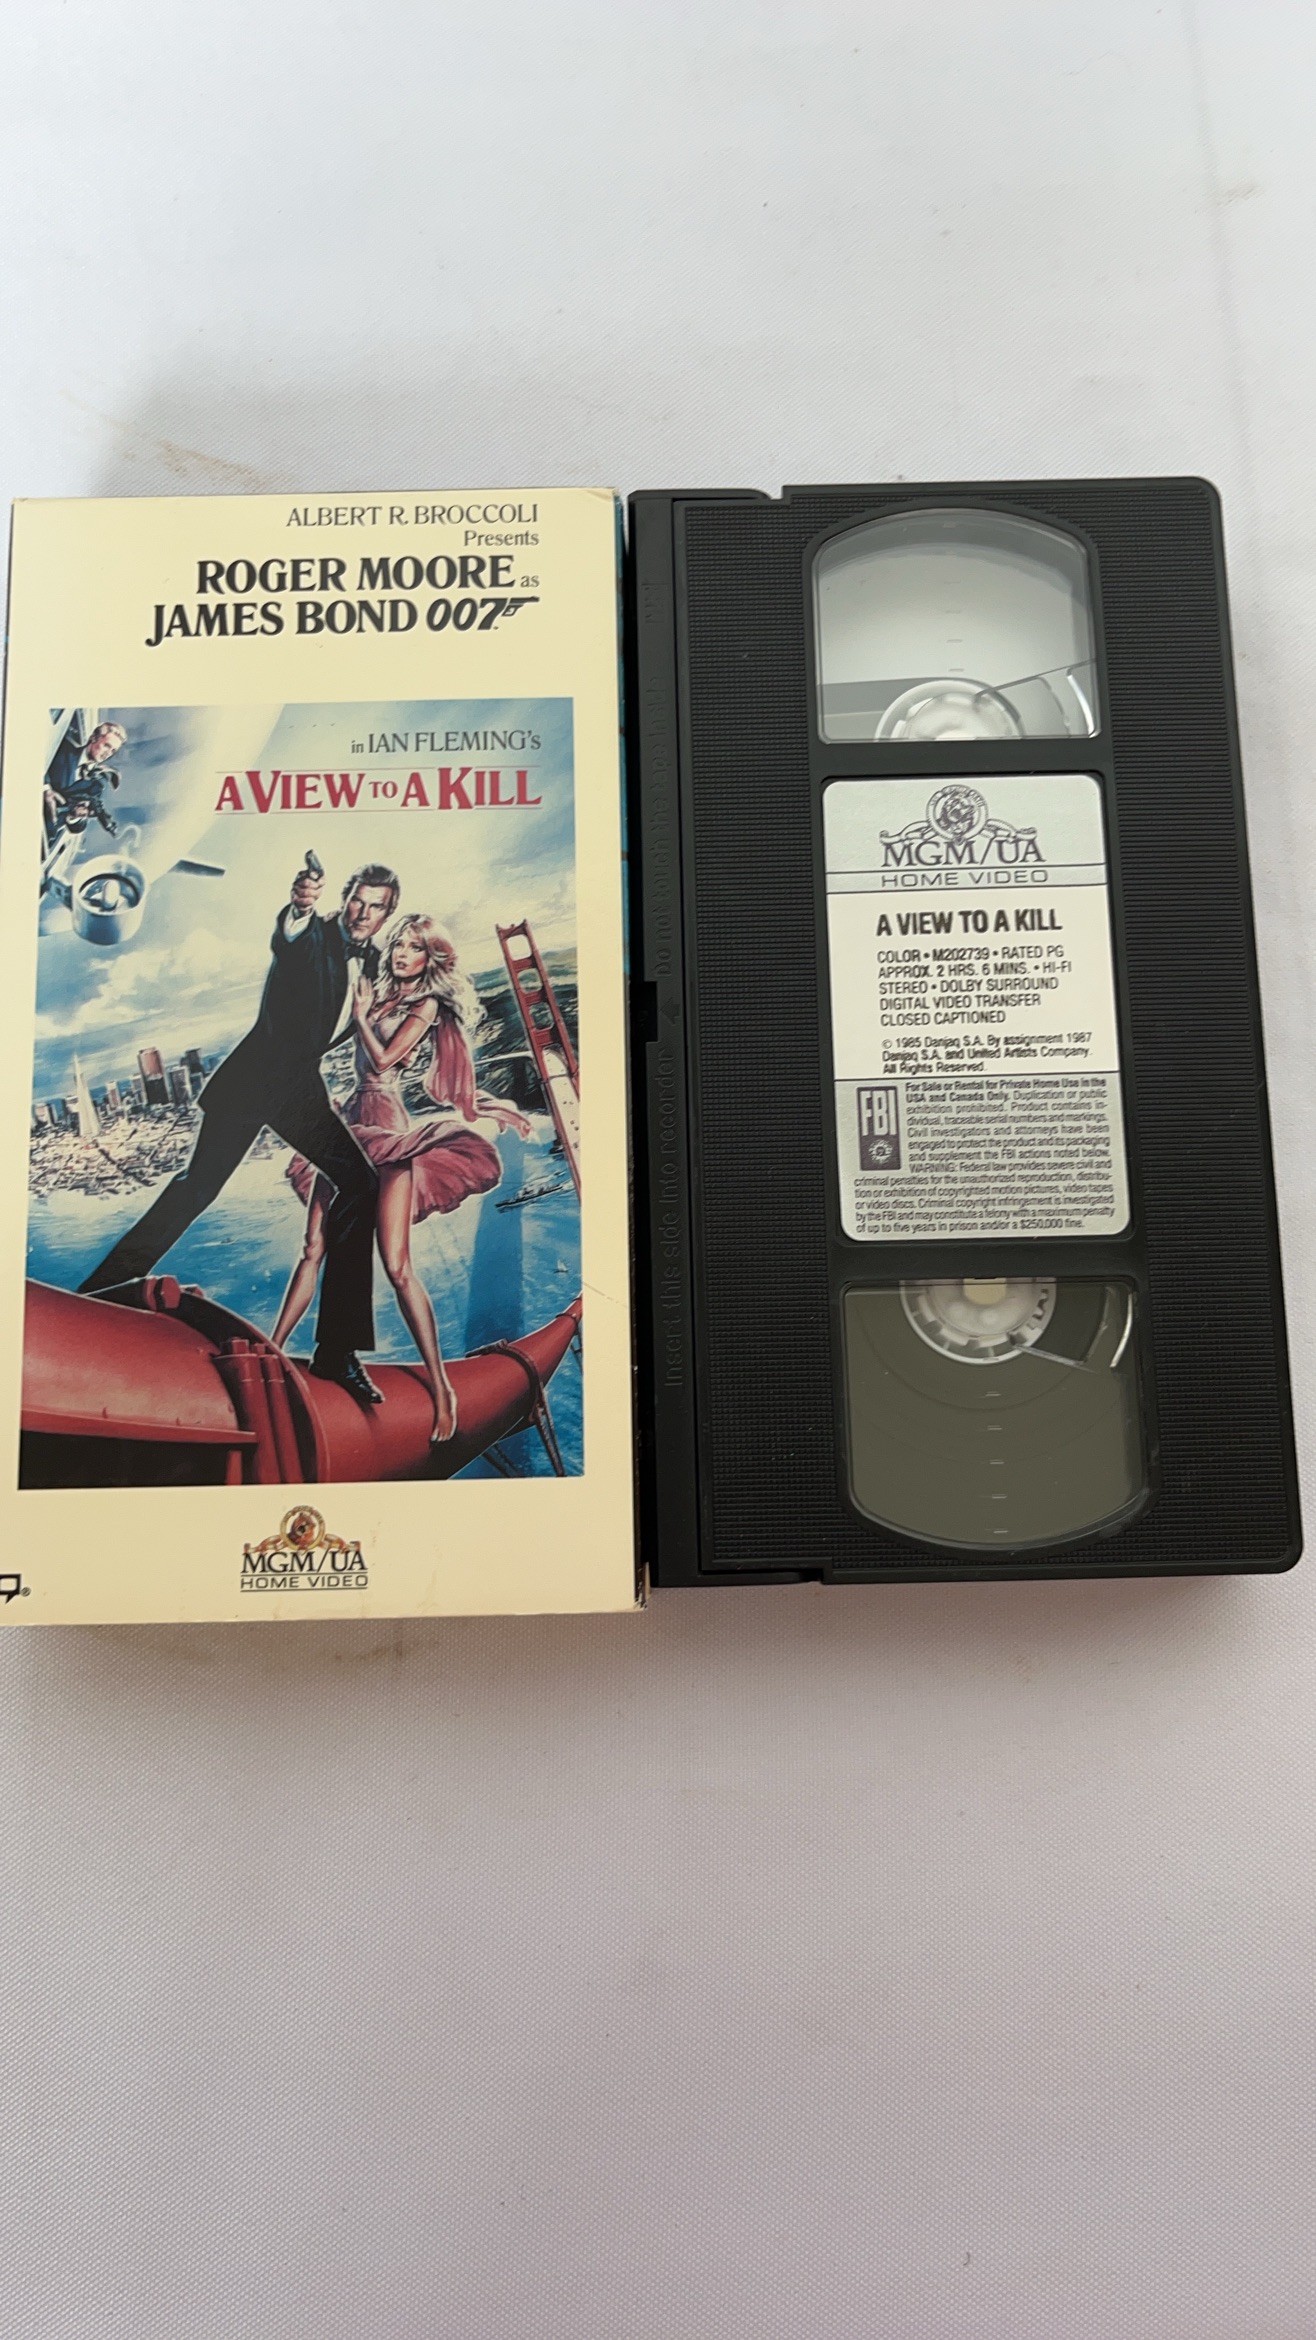 ALBERT R. BROCCOLI
Presents
ROGER MOORE as
JAMES BOND 007
in IAN FLEMING's
A VIEW TO A KILL
MGM/UA
HOME VIDEO
®
Insert this side into recorder
Do not touch the tape inside
MGM/UA
HOME VIDEO
A VIEW TO A KILL
COLOR • M202739 • RATED PG
APPROX. 2 HRS. 6 MINS. • HI-FI
STEREO • DOLBY SURROUND
DIGITAL VIDEO TRANSFER
CLOSED CAPTIONED
© 1985 Danjaq S.A. By assignment 1987
Danjaq S.A. and United Artists Company.
All Rights Reserved.
FBI
For Sale or Rental for Private Home Use in the
USA and Canada Only. Duplication or public
exhibition prohibited. Product contains in-
dividual, traceable serial numbers and markings.
Civil investigators and attorneys have been
engaged to protect the product and its packaging
and supplement the FBI actions noted below.
WARNING: Federal law provides severe civil and
criminal penalties for the unauthorized reproduction, distribu-
tion or exhibition of copyrighted motion pictures, video tapes
or video discs. Criminal copyright infringement is investigated
by the FBI and may constitute a felony with a maximum penalty
of up to five years in prison and/or a $250,000 fine.